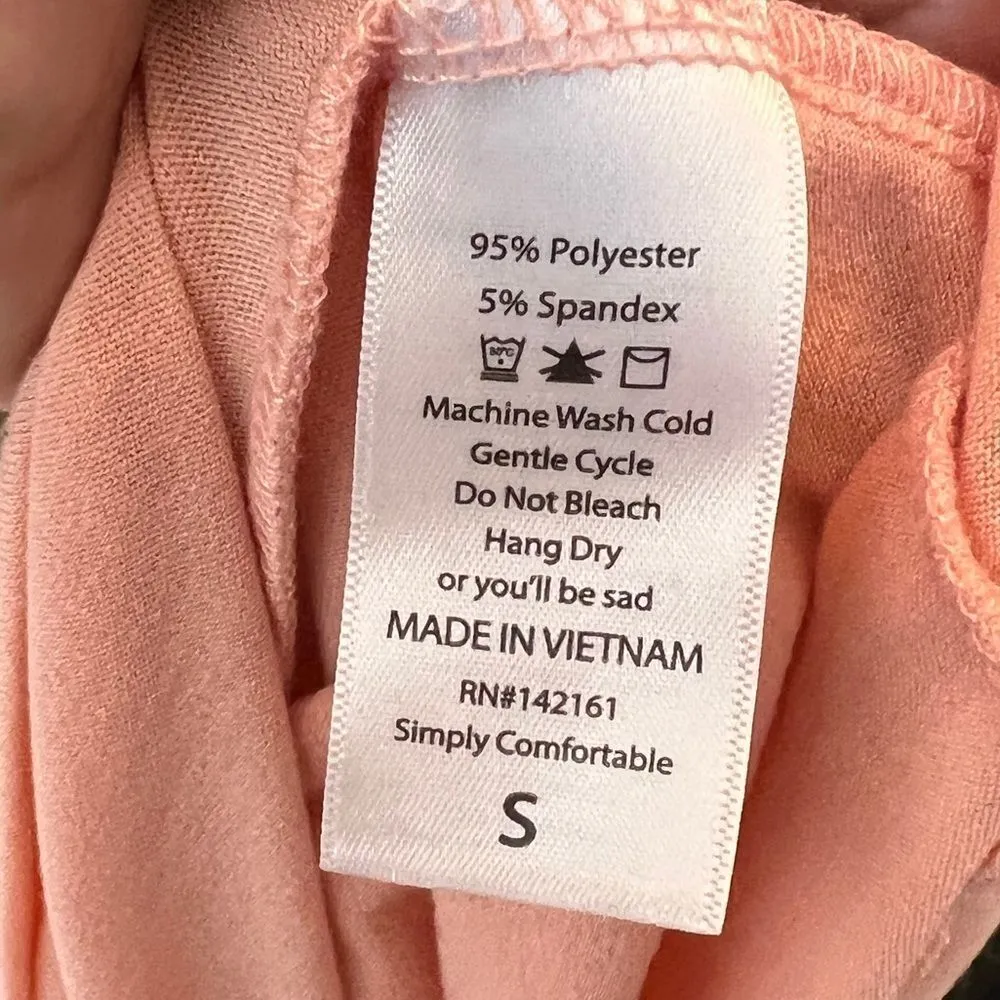 95% Polyester
5% Spandex
30°C
Machine Wash Cold
Gentle Cycle
Do Not Bleach
Hang Dry
or you'll be sad
MADE IN VIETNAM
RN#142161
Simply Comfortable
S